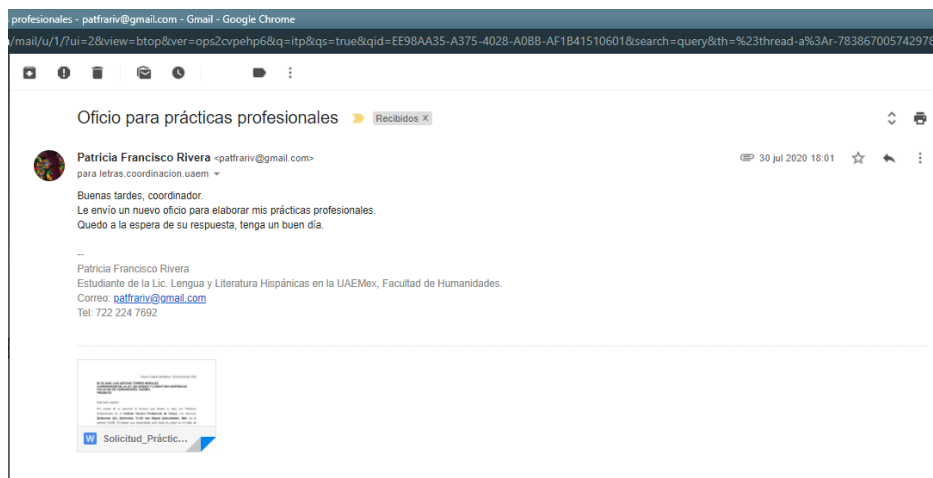 profesionales - patfrariv@gmail.com - Gmail - Google Chrome
/mail/u/1/?ui=2&view=btop&ver=ops2cvpehp6&q=itp&qs=true&qid=EE98AA35-A375-4028-A0BB-AF1B41510601&search=query&th=%23thread-a%3Ar-783867005742978
Oficio para prácticas profesionales
Recibidos X
Patricia Francisco Rivera <patfrariv@gmail.com>
30 jul 2020 18:01
para letras.coordinacion.uaem
Buenas tardes, coordinador.
Le envío un nuevo oficio para elaborar mis prácticas profesionales.
Quedo a la espera de su respuesta, tenga un buen día.
--
Patricia Francisco Rivera
Estudiante de la Lic. Lengua y Literatura Hispánicas en la UAEMex, Facultad de Humanidades.
Correo: patfrariv@gmail.com
Tel: 722 224 7692
W Solicitud_Práctic...